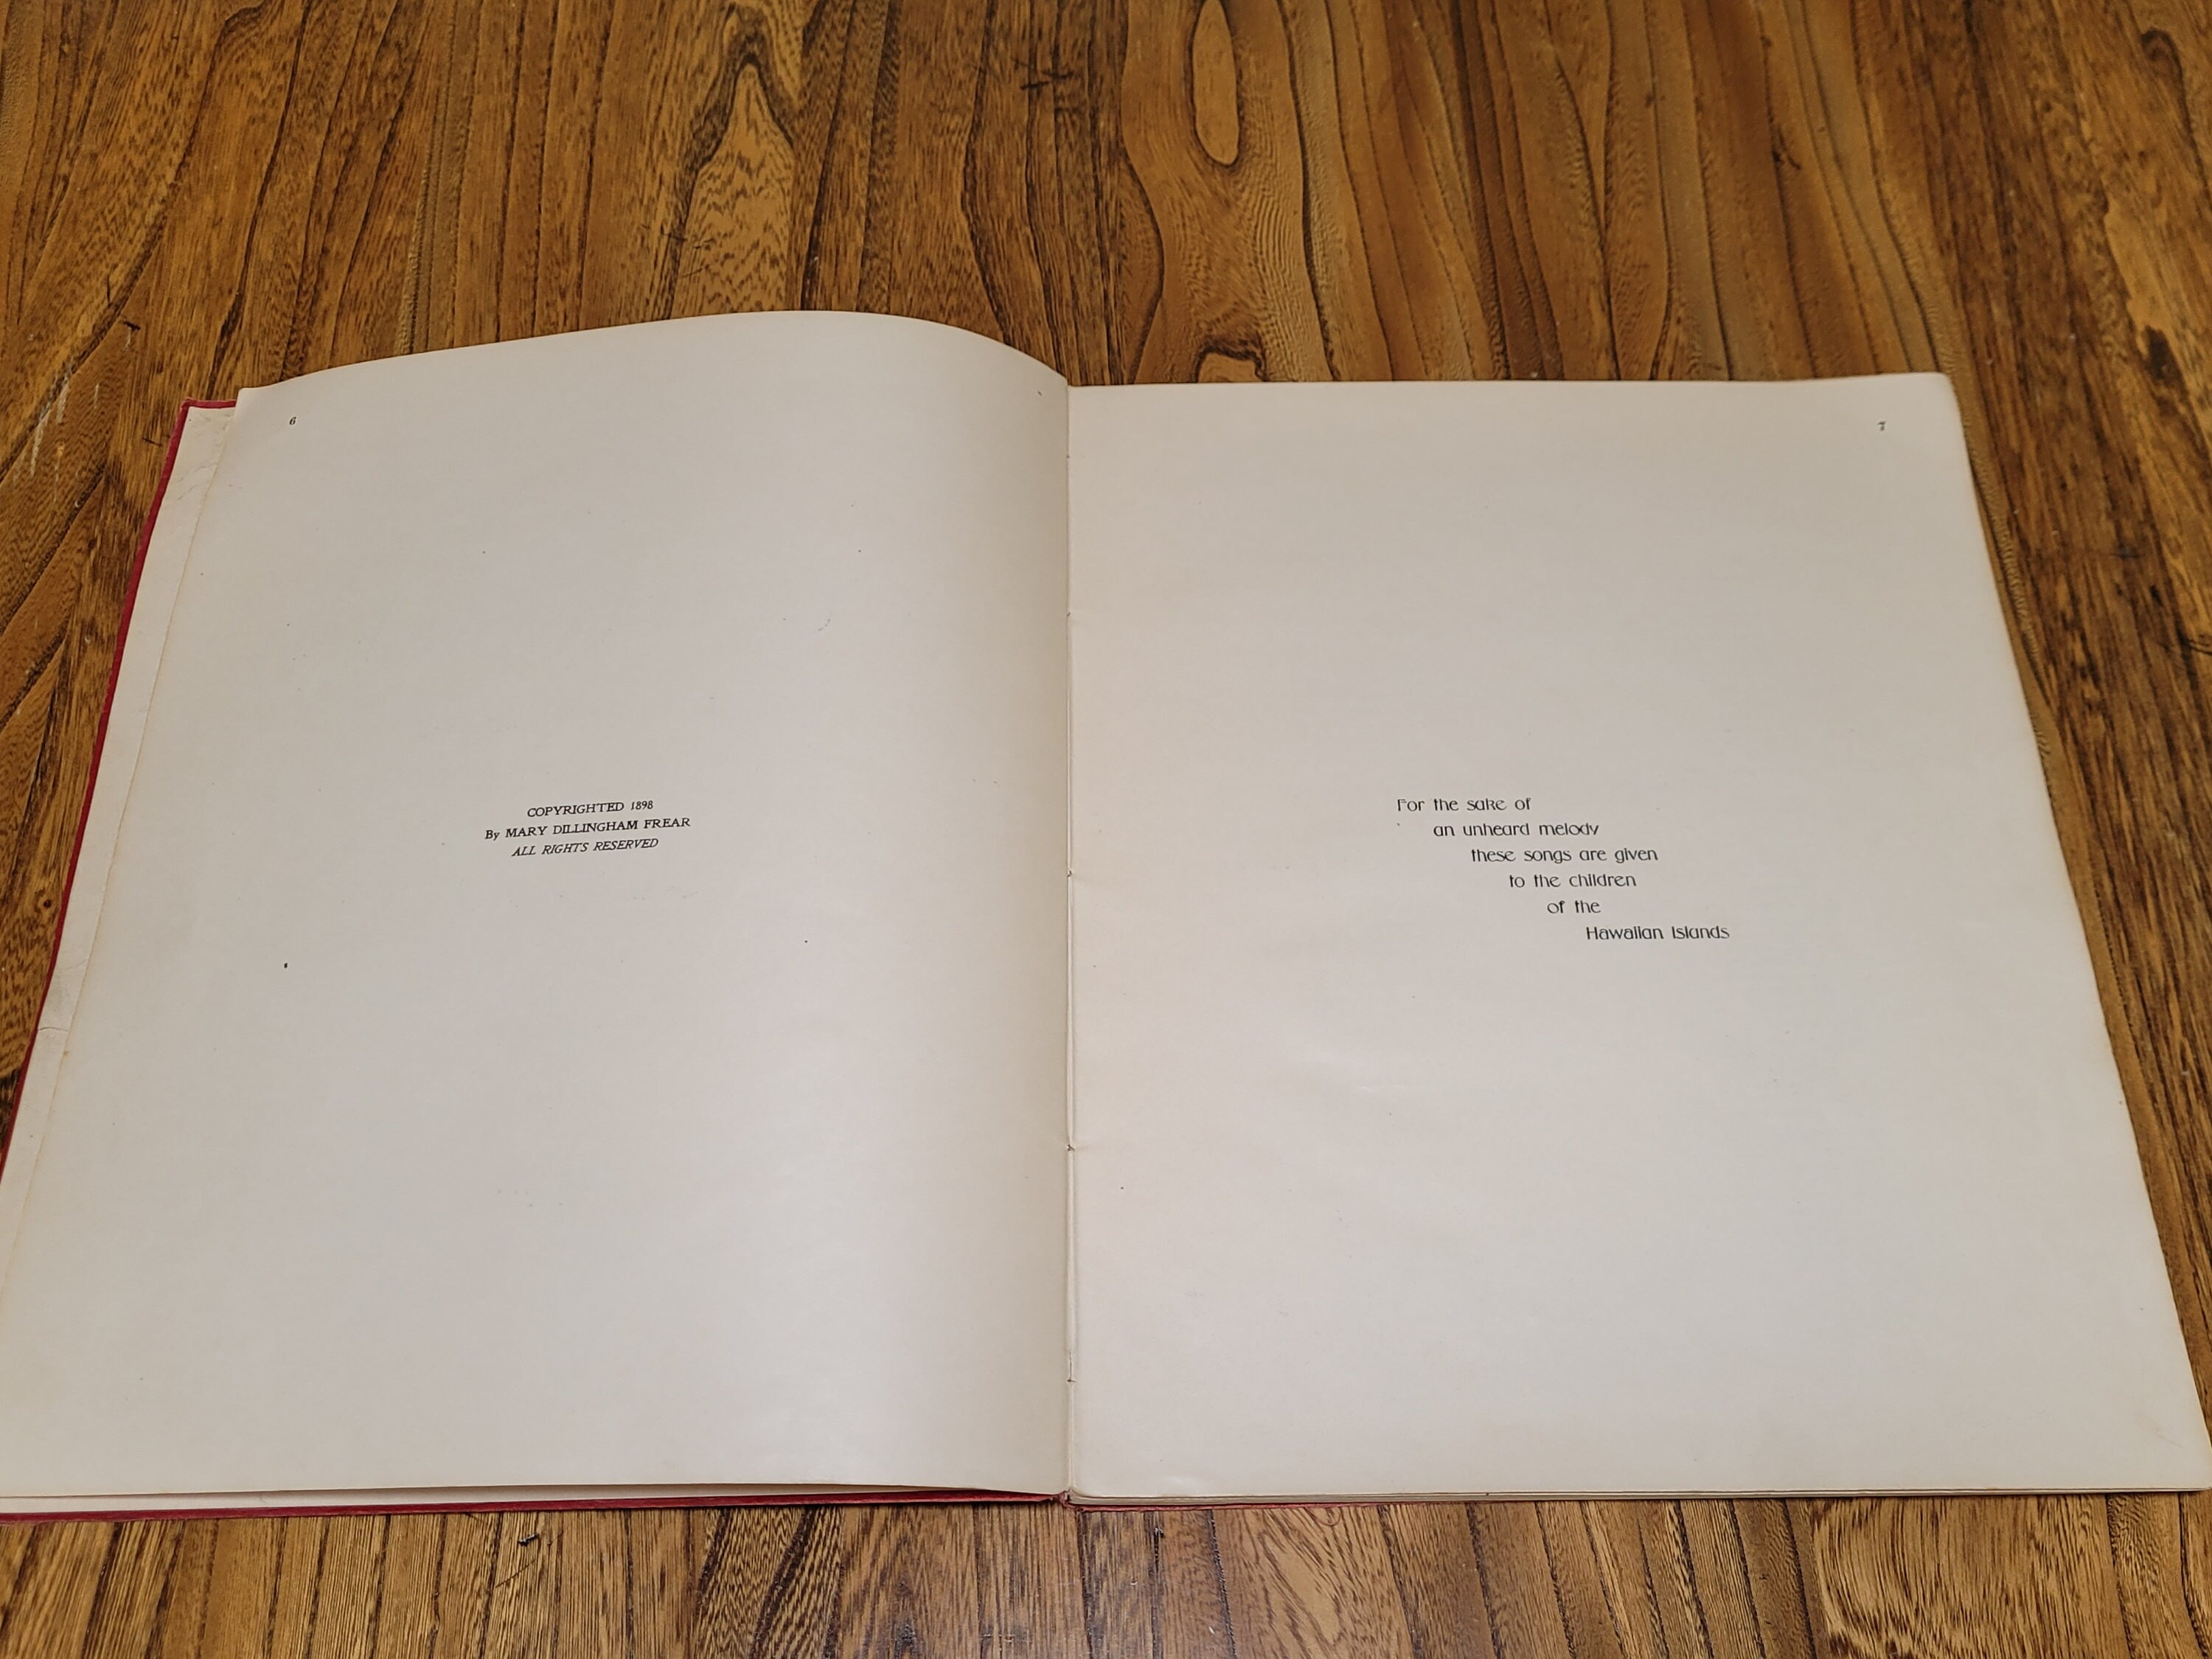 6
COPYRIGHTED 1898
By MARY DILLINGHAM FREAR
ALL RIGHTS RESERVED
7
For the sake of
an unheard melody
these songs are given
to the children
of the
Hawaiian Islands